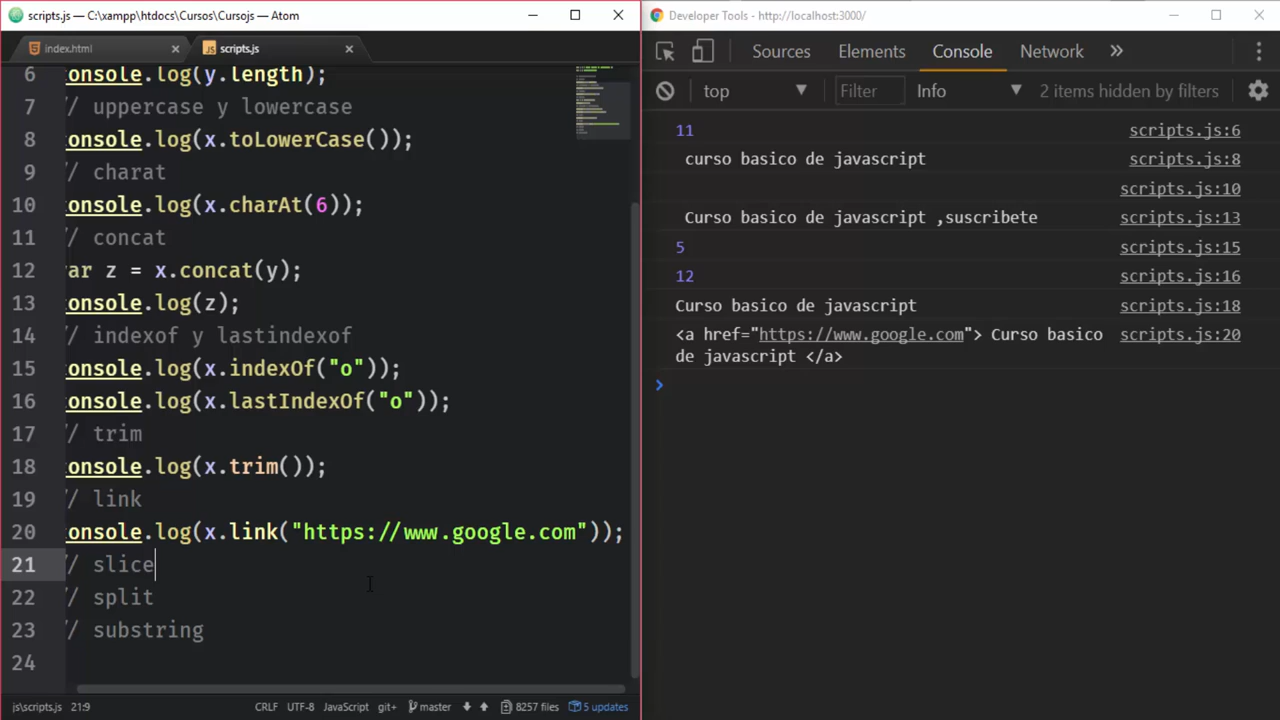 scripts.js — C:\xampp\htdocs\Cursos\Cursojs — Atom
index.html
scripts.js
6 onsole.log(y.length);
7 / uppercase y lowercase
8 onsole.log(x.toLowerCase());
9 / charat
10 onsole.log(x.charAt(6));
11 / concat
12 ar z = x.concat(y);
13 onsole.log(z);
14 / indexof y lastindexof
15 onsole.log(x.indexOf("o"));
16 onsole.log(x.lastIndexOf("o"));
17 / trim
18 onsole.log(x.trim());
19 / link
20 onsole.log(x.link("https://www.google.com"));
21 / slice
22 / split
23 / substring
24
js\scripts.js 21:9 CRLF UTF-8 JavaScript git+ master 8257 files 5 updates
Developer Tools - http://localhost:3000/
Sources Elements Console Network »
top Filter Info 2 items hidden by filters
11 scripts.js:6
curso basico de javascript scripts.js:8
scripts.js:10
Curso basico de javascript ,suscribete scripts.js:13
5 scripts.js:15
12 scripts.js:16
Curso basico de javascript scripts.js:18
<a href="https://www.google.com"> Curso basico scripts.js:20
de javascript </a>